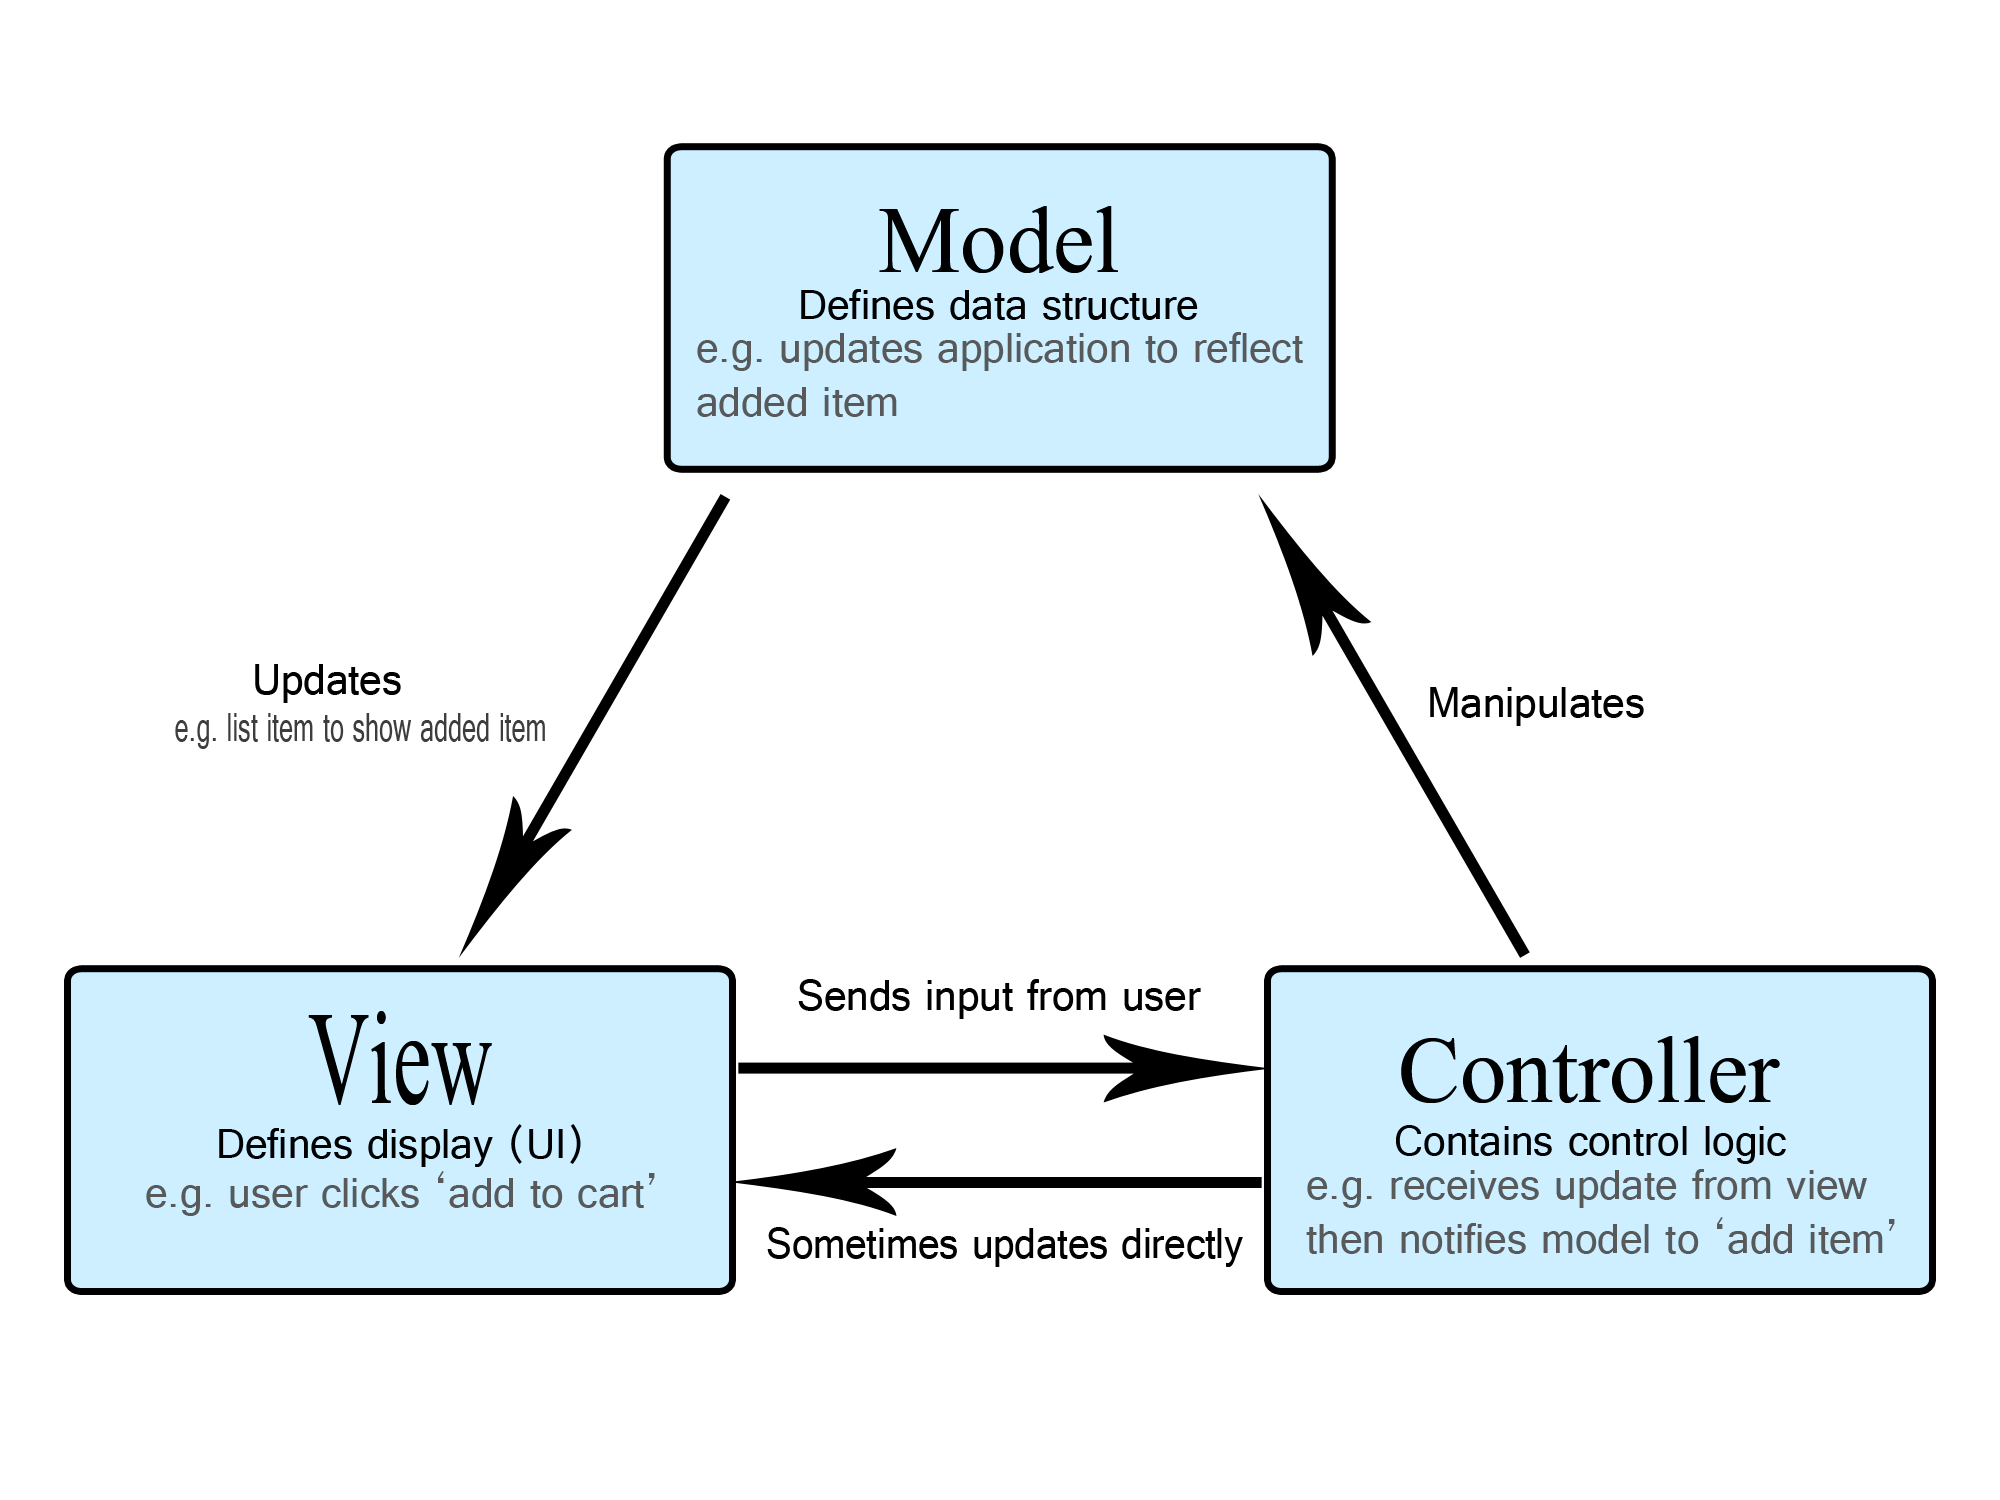 Model
Defines data structure
e.g. updates application to reflect
added item
Updates
e.g. list item to show added item
Manipulates
Sends input from user
View
Defines display (UI)
e.g. user clicks ‘add to cart’
Controller
Contains control logic
e.g. receives update from view
then notifies model to ‘add item’
Sometimes updates directly